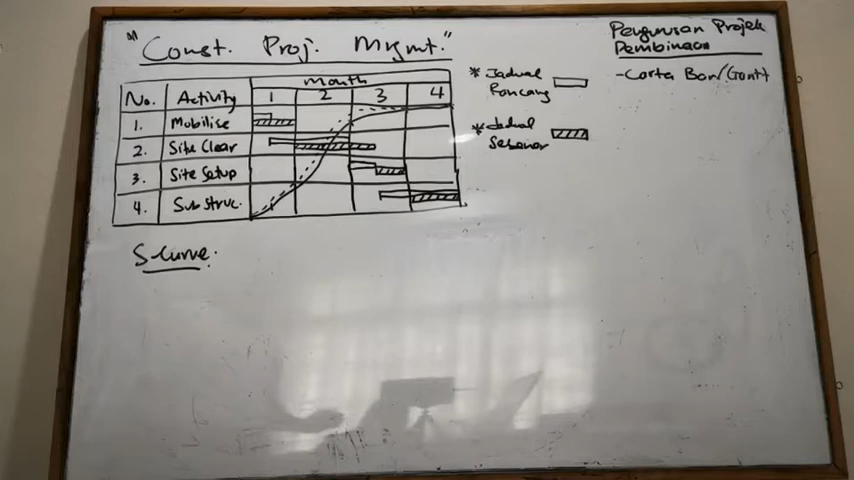 "Const. Proj. Mgmt."
Pengurusan Projek
Pembinaan
- Carta Bar/Gantt
* Jadual
Rancang
* Jadual
Sebenar
No. Activity Month
1 2 3 4
1. Mobilise
2. Site Clear
3. Site Setup
4. Sub Struc.
S-Curve.